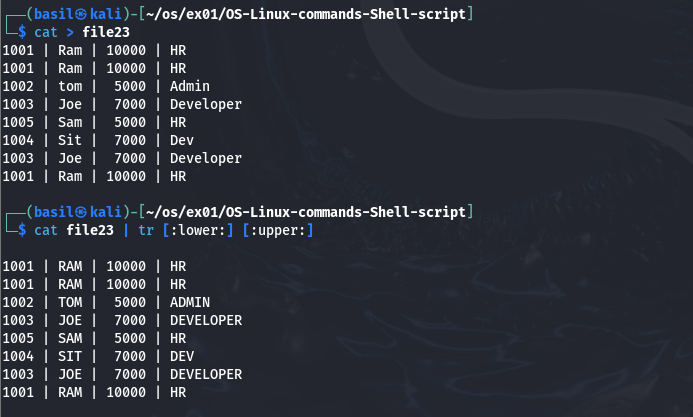 ┌──(basil㉿kali)-[~/os/ex01/OS-Linux-commands-Shell-script]
└─$ cat > file23
1001 | Ram | 10000 | HR
1001 | Ram | 10000 | HR
1002 | tom |  5000 | Admin
1003 | Joe |  7000 | Developer
1005 | Sam |  5000 | HR
1004 | Sit |  7000 | Dev
1003 | Joe |  7000 | Developer
1001 | Ram | 10000 | HR
┌──(basil㉿kali)-[~/os/ex01/OS-Linux-commands-Shell-script]
└─$ cat file23 | tr [:lower:] [:upper:]
1001 | RAM | 10000 | HR
1001 | RAM | 10000 | HR
1002 | TOM |  5000 | ADMIN
1003 | JOE |  7000 | DEVELOPER
1005 | SAM |  5000 | HR
1004 | SIT |  7000 | DEV
1003 | JOE |  7000 | DEVELOPER
1001 | RAM | 10000 | HR